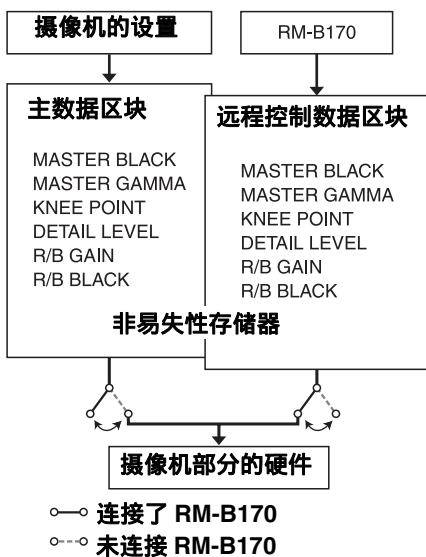 摄像机的设置
RM-B170
主数据区块
MASTER BLACK
MASTER GAMMA
KNEE POINT
DETAIL LEVEL
R/B GAIN
R/B BLACK
远程控制数据区块
MASTER BLACK
MASTER GAMMA
KNEE POINT
DETAIL LEVEL
R/B GAIN
R/B BLACK
非易失性存储器
摄像机部分的硬件
连接了 RM-B170
未连接 RM-B170